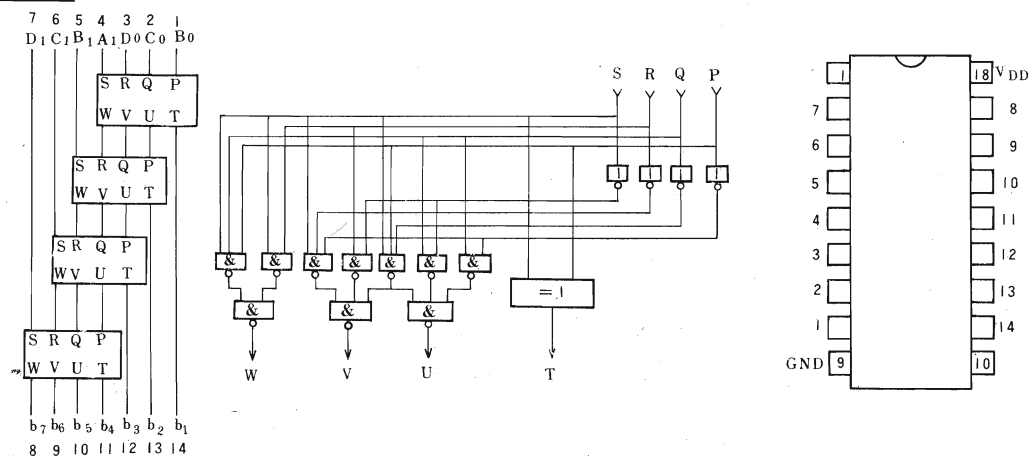 7 6 5 4 3 2 1
D1 C1 B1 A1 D0 C0 B0
S R Q P
W V U T
S R Q P
W V U T
S R Q P
W V U T
S R Q P
W V U T
b7 b6 b5 b4 b3 b2 b1
8 9 10 11 12 13 14
S R Q P
1 1 1 1
& & & & & & &
= 1
& & &
W V U T
1 18 VDD
7 8
6 9
5 10
4 11
3 12
2 13
1 14
GND 9 10